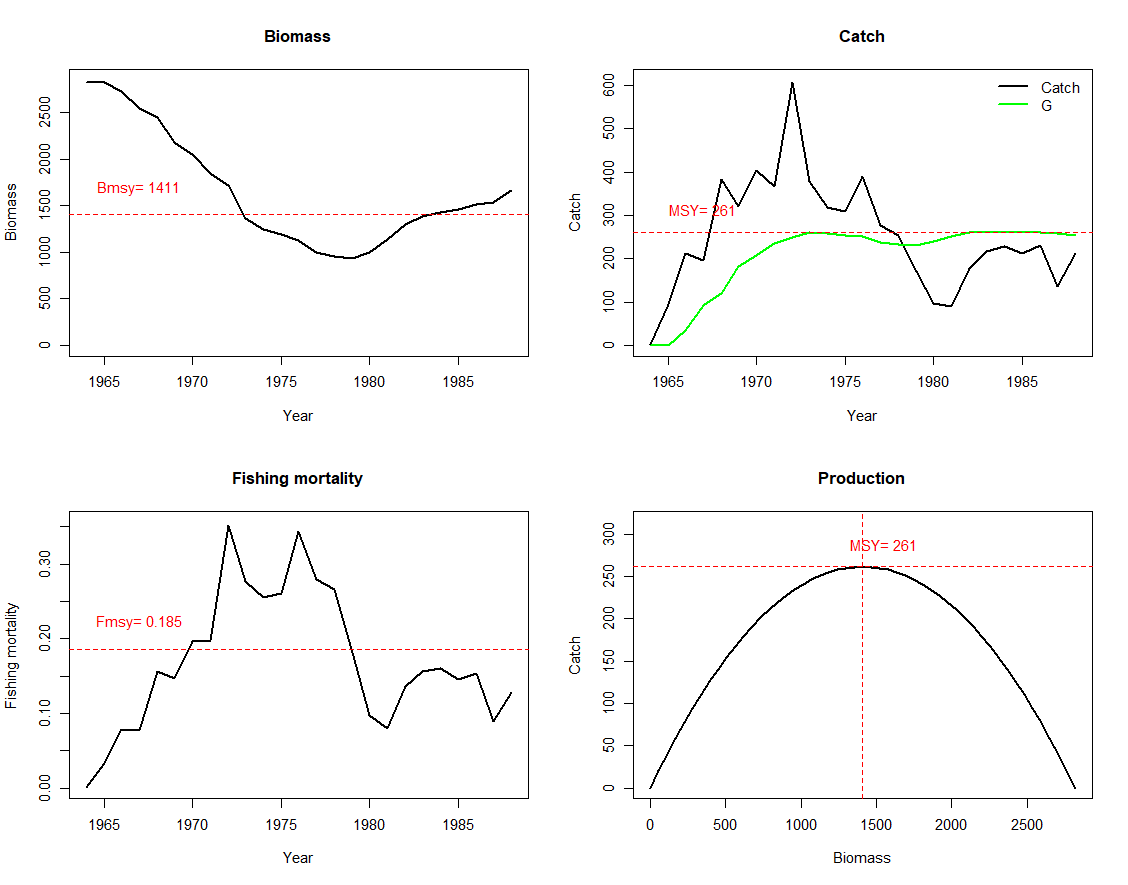 Biomass
Biomass
0
500
1000
1500
2000
2500
Bmsy= 1411
1965
1970
1975
1980
1985
Year
Catch
Catch
0
100
200
300
400
500
600
MSY= 261
Catch
G
1965
1970
1975
1980
1985
Year
Fishing mortality
Fishing mortality
0.00
0.10
0.20
0.30
Fmsy= 0.185
1965
1970
1975
1980
1985
Year
Production
Catch
0
50
100
150
200
250
300
MSY= 261
0
500
1000
1500
2000
2500
Biomass